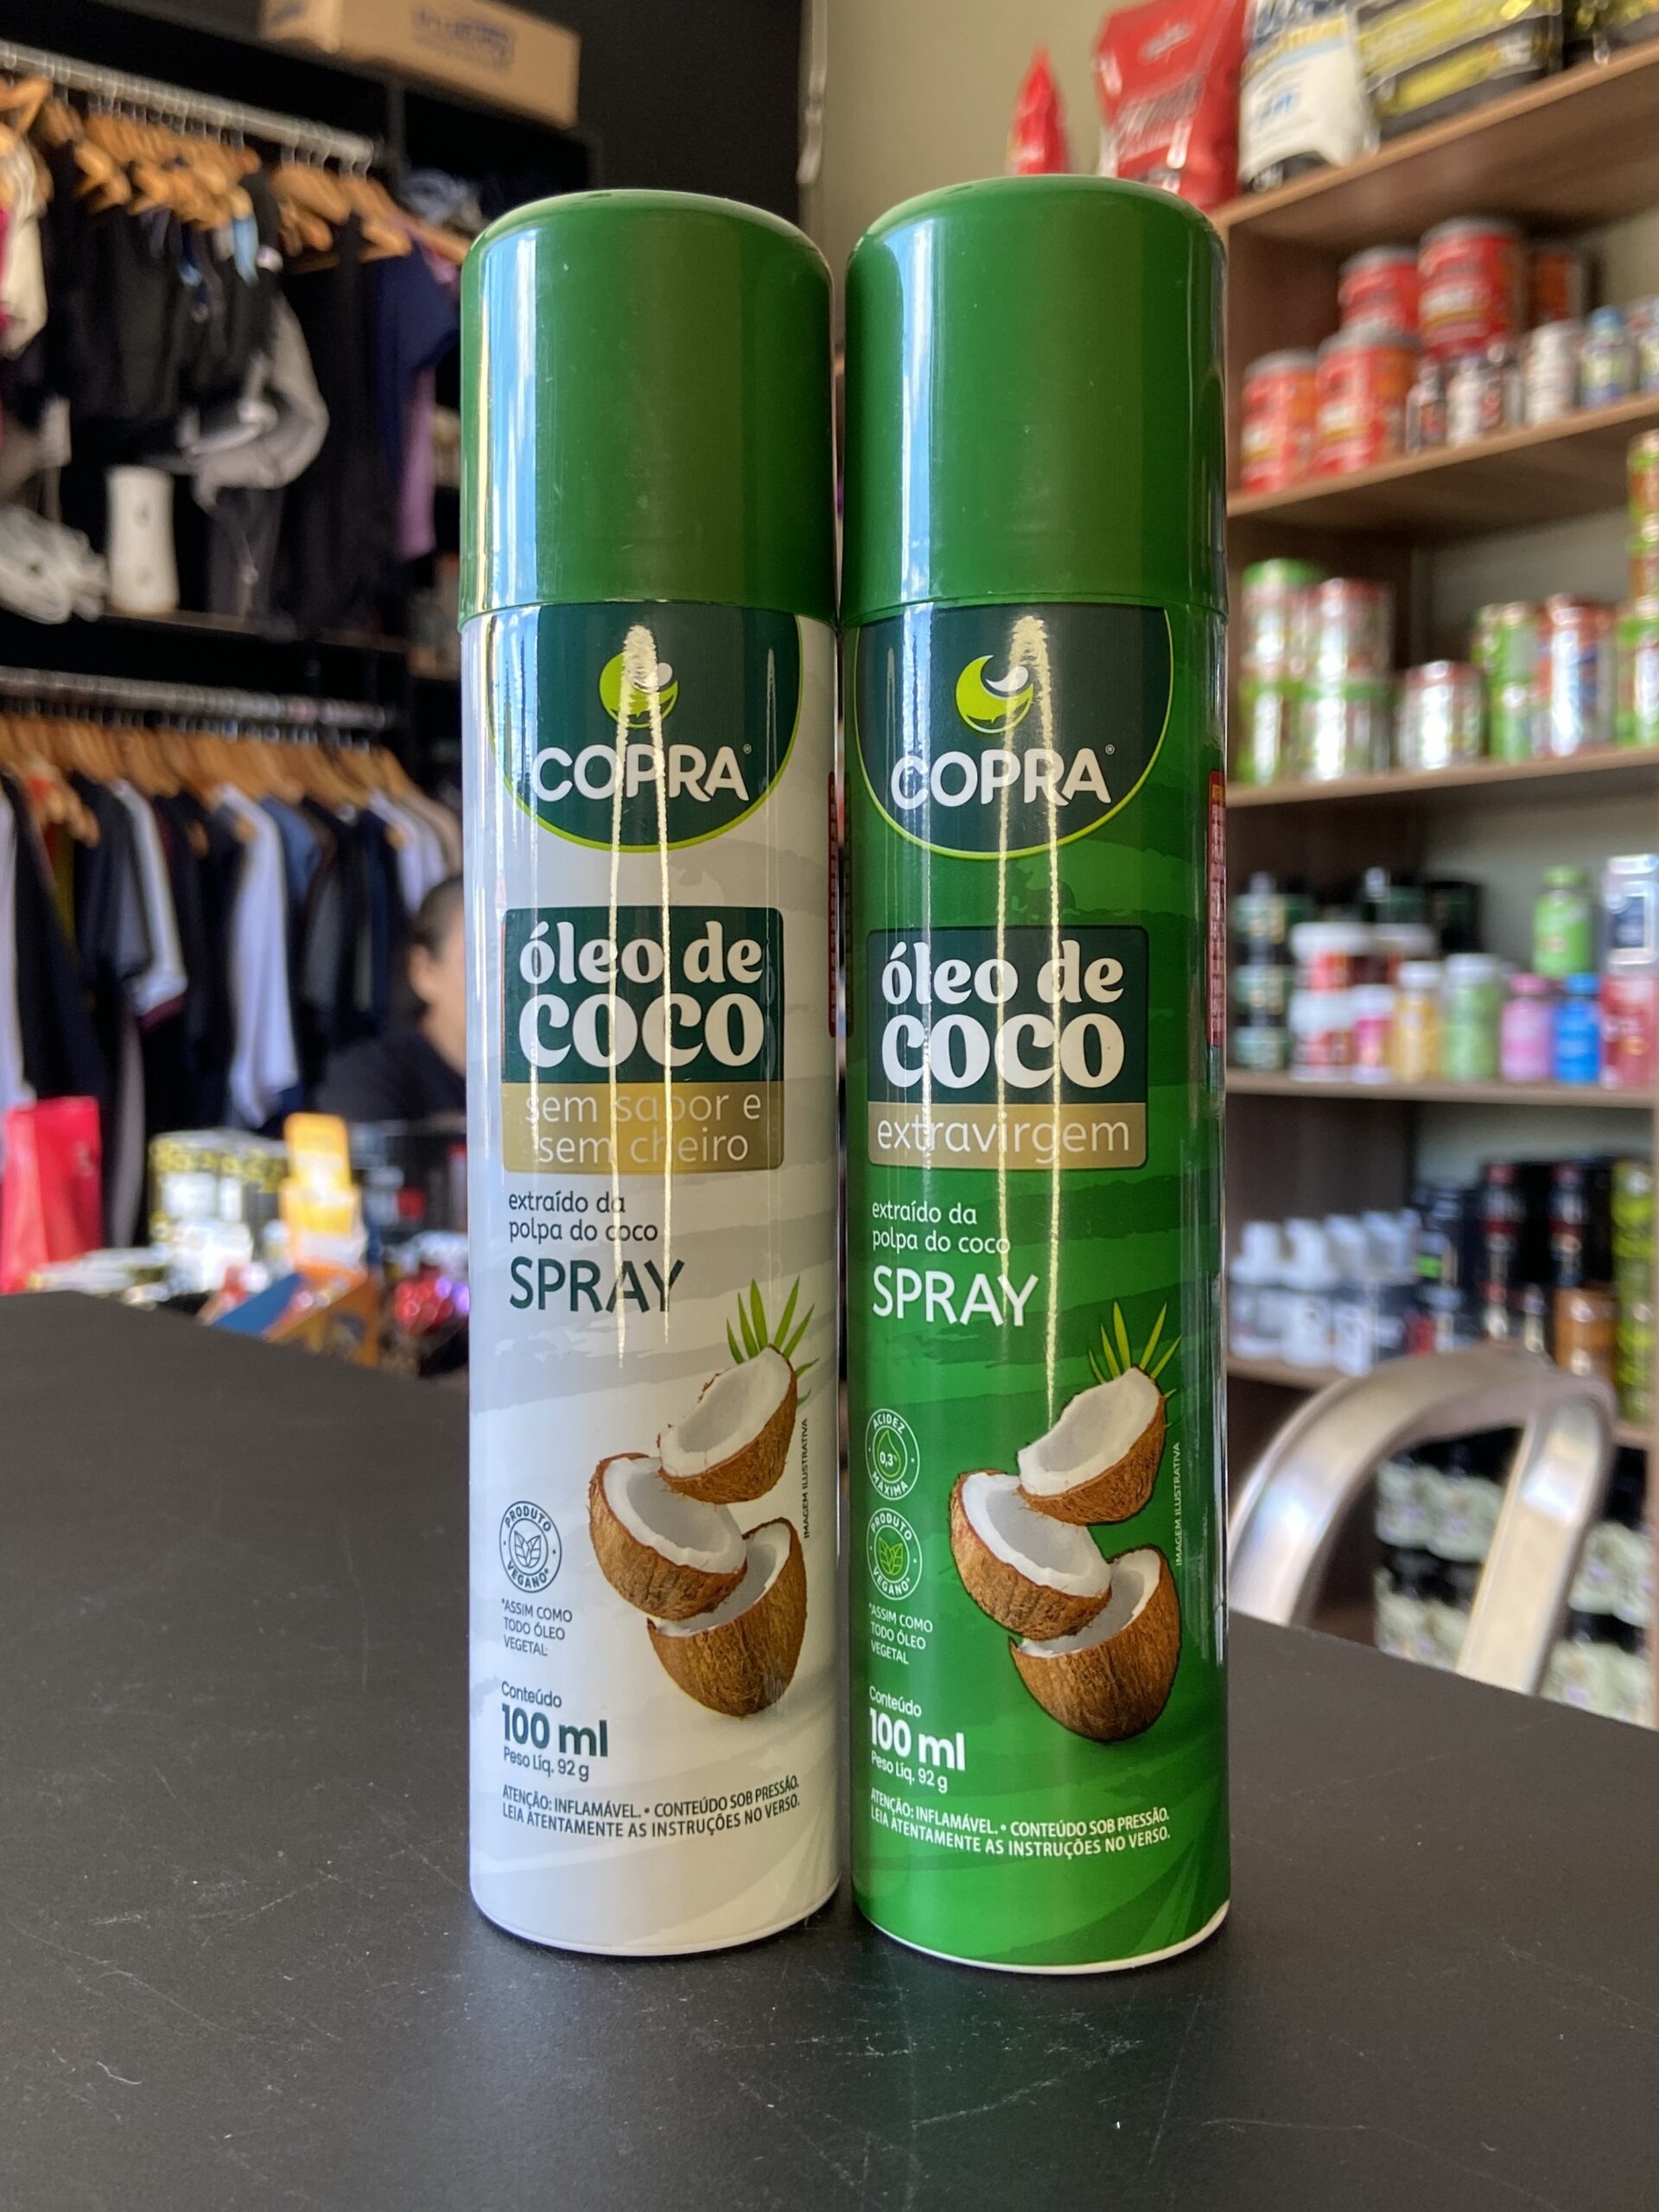 COPRA®
óleo de
coco
sem sabor e
sem cheiro
extraído da
polpa do coco
SPRAY
IMAGEM ILUSTRATIVA
PRODUTO
VEGANO*
*ASSIM COMO
TODO ÓLEO
VEGETAL
Conteúdo
100 ml
Peso Líq. 92 g
ATENÇÃO: INFLAMÁVEL. • CONTEÚDO SOB PRESSÃO.
LEIA ATENTAMENTE AS INSTRUÇÕES NO VERSO.
COPRA®
óleo de
coco
extravirgem
extraído da
polpa do coco
SPRAY
ACIDEZ
0,3%
MÁXIMA
IMAGEM ILUSTRATIVA
PRODUTO
VEGANO*
*ASSIM COMO
TODO ÓLEO
VEGETAL
Conteúdo
100 ml
Peso Líq. 92 g
ATENÇÃO: INFLAMÁVEL. • CONTEÚDO SOB PRESSÃO.
LEIA ATENTAMENTE AS INSTRUÇÕES NO VERSO.